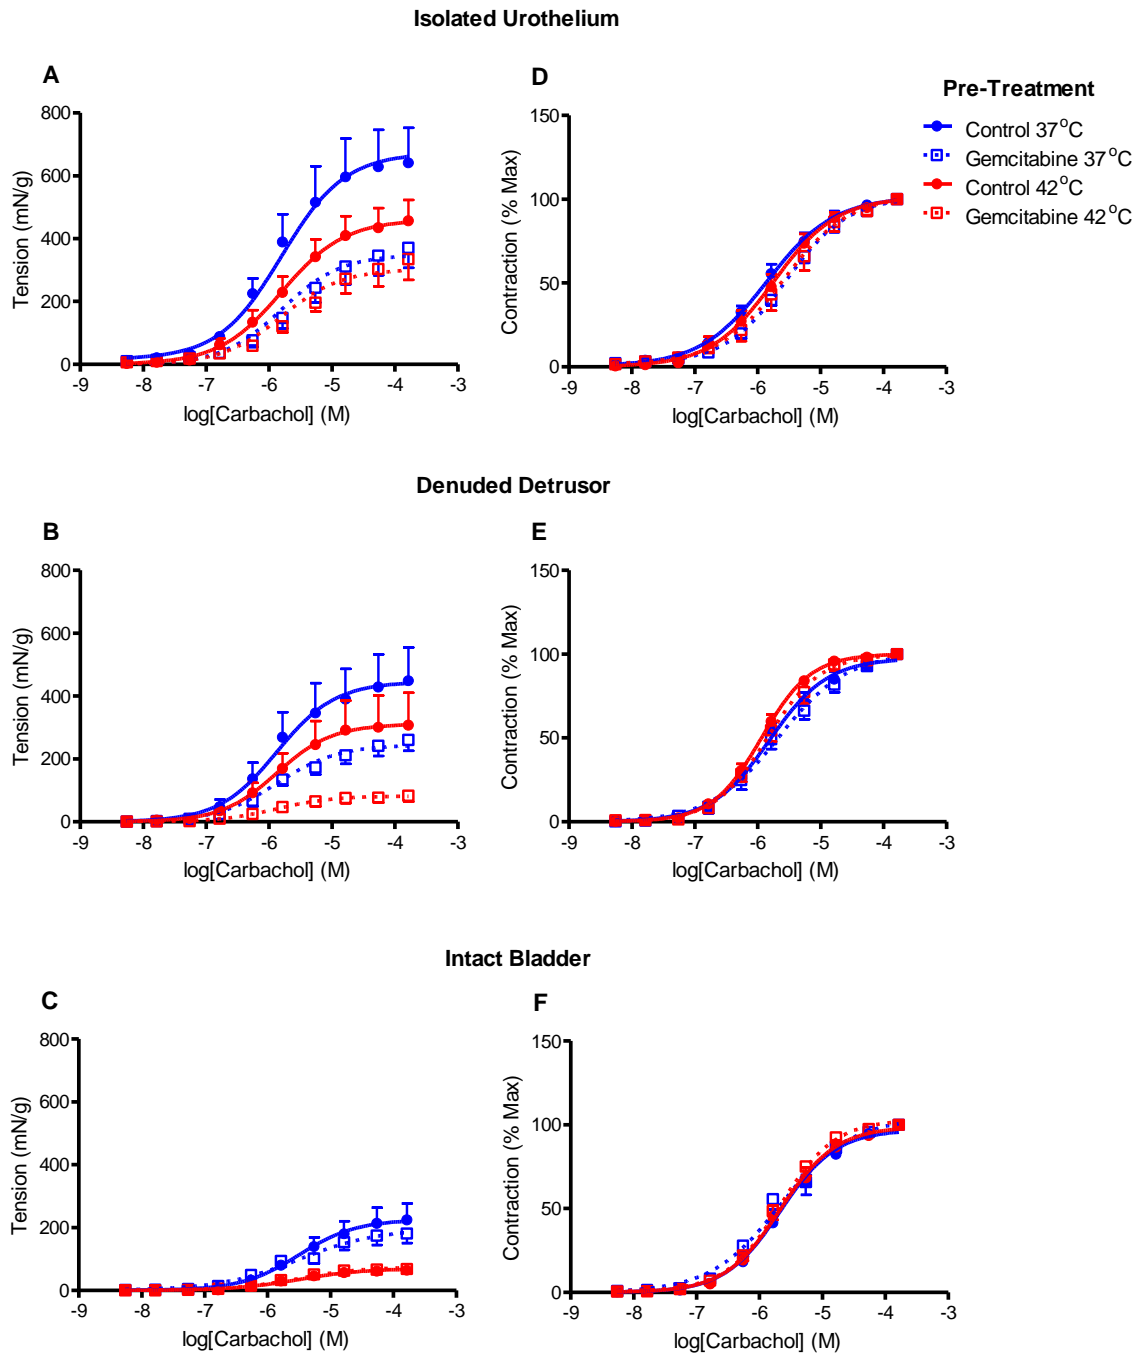 Isolated Urothelium
A
800
600
400
200
0
-9 -8 -7 -6 -5 -4 -3
Tension (mN/g)
log[Carbachol] (M)
D
150
100
50
0
-9 -8 -7 -6 -5 -4 -3
Contraction (% Max)
log[Carbachol] (M)
Pre-Treatment
Control 37°C
Gemcitabine 37°C
Control 42°C
Gemcitabine 42°C
Denuded Detrusor
B
800
600
400
200
0
-9 -8 -7 -6 -5 -4 -3
Tension (mN/g)
log[Carbachol] (M)
E
150
100
50
0
-9 -8 -7 -6 -5 -4 -3
Contraction (% Max)
log[Carbachol] (M)
Intact Bladder
C
800
600
400
200
0
-9 -8 -7 -6 -5 -4 -3
Tension (mN/g)
log[Carbachol] (M)
F
150
100
50
0
-9 -8 -7 -6 -5 -4 -3
Contraction (% Max)
log[Carbachol] (M)